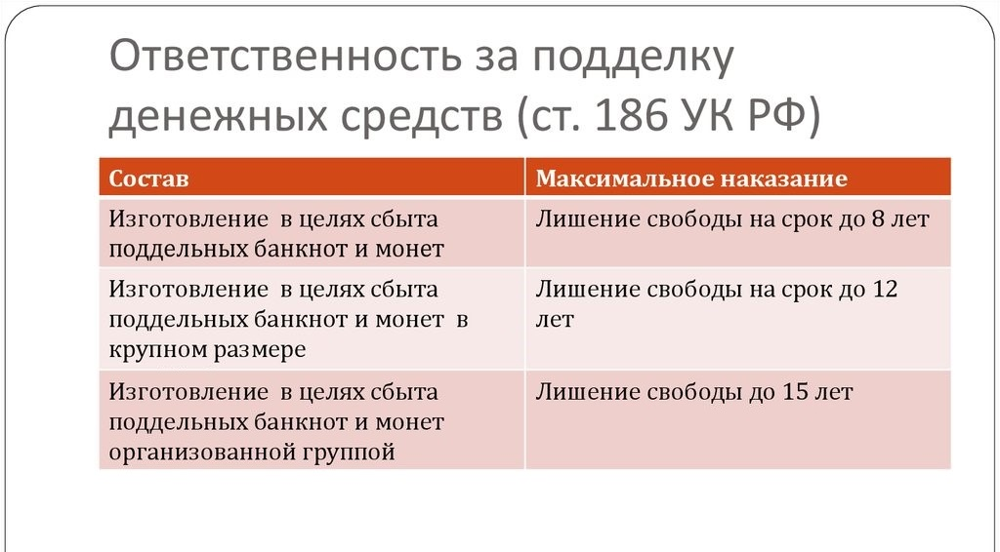 Ответственность за подделку
денежных средств (ст. 186 УК РФ)
Состав
Максимальное наказание
Изготовление в целях сбыта
поддельных банкнот и монет
Лишение свободы на срок до 8 лет
Изготовление в целях сбыта
поддельных банкнот и монет в
крупном размере
Лишение свободы на срок до 12
лет
Изготовление в целях сбыта
поддельных банкнот и монет
организованной группой
Лишение свободы до 15 лет